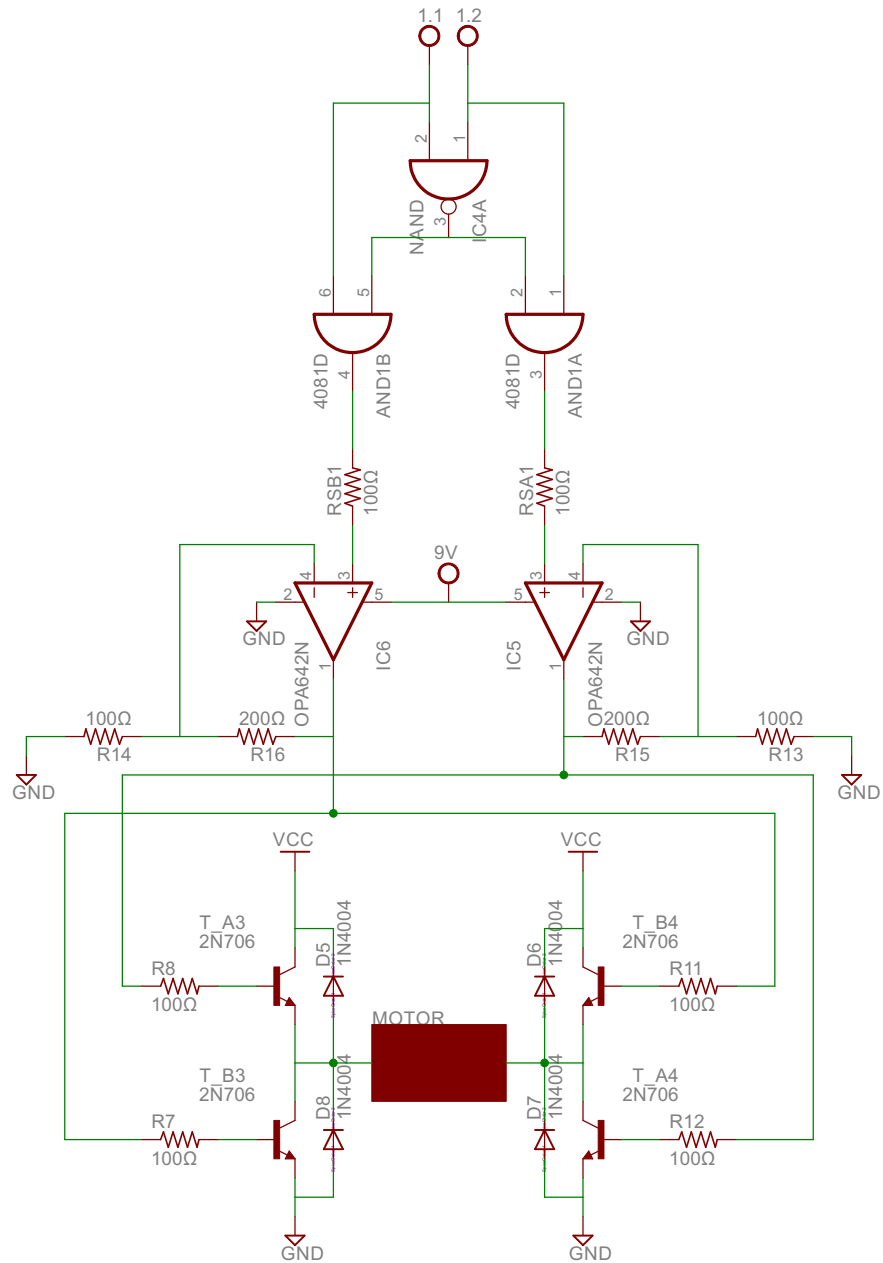 1.1
1.2
2
1
NAND
3
IC4A
6
5
2
1
4081D
4
AND1B
4081D
3
AND1A
RSB1
100Ω
RSA1
100Ω
9V
4
3
3
4
2
-
+
5
5
+
-
2
GND
GND
OPA642N
1
IC6
IC5
1
OPA642N
100Ω
200Ω
200Ω
100Ω
R14
R16
R15
R13
GND
GND
VCC
VCC
T_A3
2N706
D5
1N4004
D6
1N4004
T_B4
2N706
R8
100Ω
R11
100Ω
MOTOR
T_B3
2N706
D8
1N4004
D7
1N4004
T_A4
2N706
R7
100Ω
R12
100Ω
GND
GND